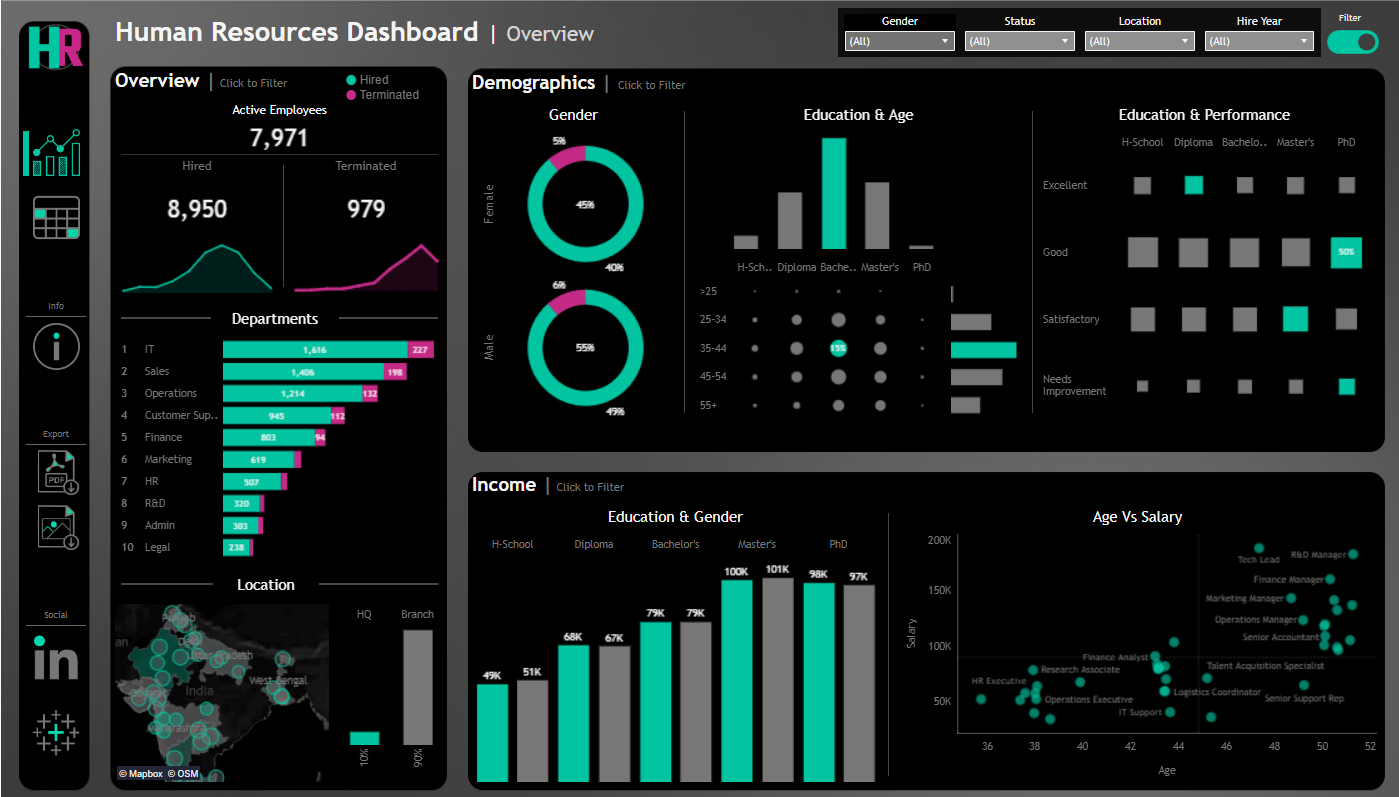 HR
Human Resources Dashboard | Overview
Gender
Status
Location
Hire Year
Filter
(All)
(All)
(All)
(All)
Info
Export
PDF
Social
in
Overview | Click to Filter
Hired
Terminated
Active Employees
7,971
Hired
Terminated
8,950
979
Departments
1 IT 1,616 227
2 Sales 1,406 198
3 Operations 1,214 132
4 Customer Sup.. 945 112
5 Finance 803 94
6 Marketing 619
7 HR 507
8 R&D 320
9 Admin 303
10 Legal 238
Location
HQ
Branch
Punjab
India
West Bengal
© Mapbox © OSM
10%
90%
Demographics | Click to Filter
Gender
Female
5%
45%
40%
Male
6%
55%
49%
Education & Age
H-Sch.. Diploma Bache.. Master's PhD
>25
25-34
35-44
15%
45-54
55+
Education & Performance
H-School Diploma Bachelo.. Master's PhD
Excellent
Good
50%
Satisfactory
Needs
Improvement
Income | Click to Filter
Education & Gender
H-School Diploma Bachelor's Master's PhD
49K 51K 68K 67K 79K 79K 100K 101K 98K 97K
Age Vs Salary
Salary
200K
150K
100K
50K
Tech Lead
R&D Manager
Finance Manager
Marketing Manager
Operations Manager
Senior Accountant
Finance Analyst
Talent Acquisition Specialist
Research Associate
HR Executive
Logistics Coordinator
Operations Executive
Senior Support Rep
IT Support
36 38 40 42 44 46 48 50 52
Age